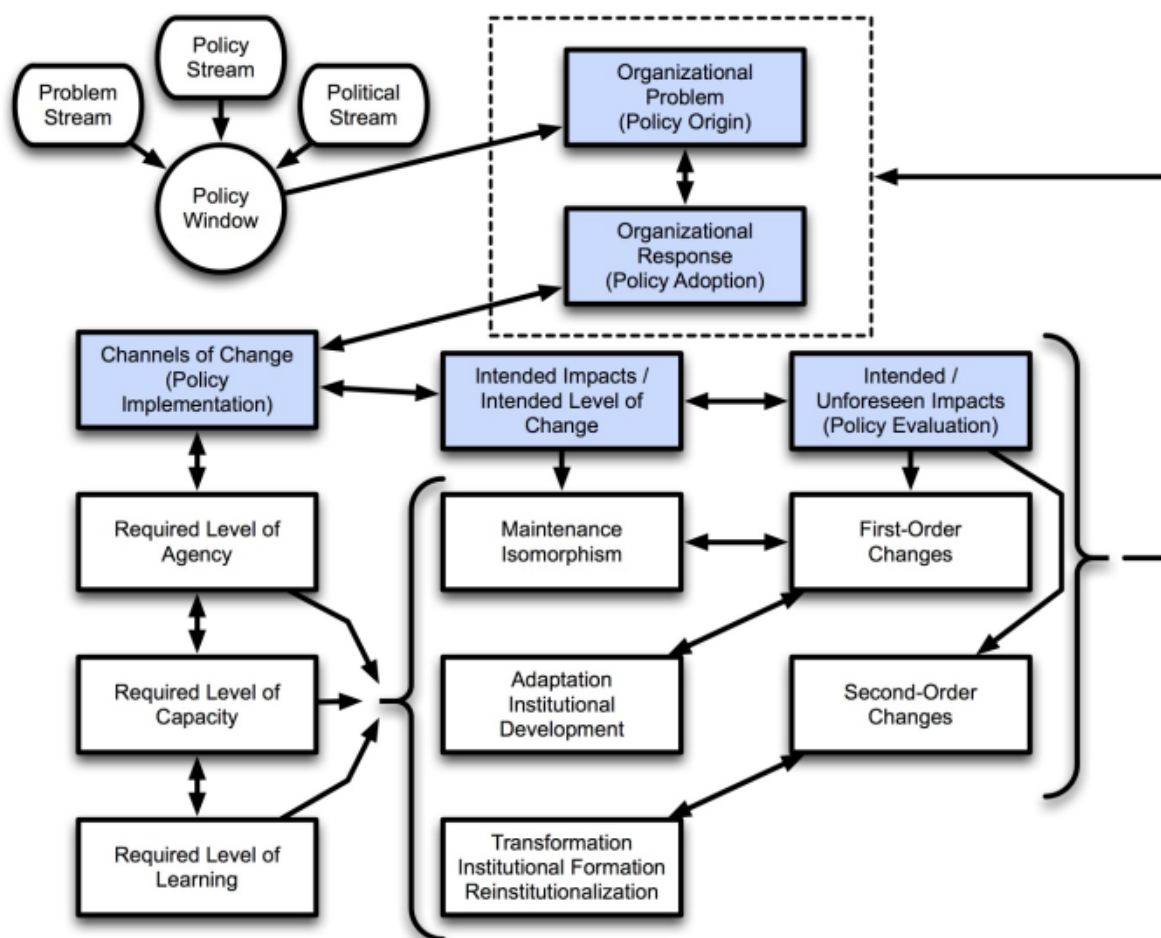 Policy
Stream
Problem
Stream
Political
Stream
Policy
Window
Organizational
Problem
(Policy Origin)
Organizational
Response
(Policy Adoption)
Channels of Change
(Policy
Implementation)
Intended Impacts /
Intended Level of
Change
Intended /
Unforeseen Impacts
(Policy Evaluation)
Required Level of
Agency
Maintenance
Isomorphism
First-Order
Changes
Required Level of
Capacity
Adaptation
Institutional
Development
Second-Order
Changes
Required Level of
Learning
Transformation
Institutional Formation
Reinstitutionalization